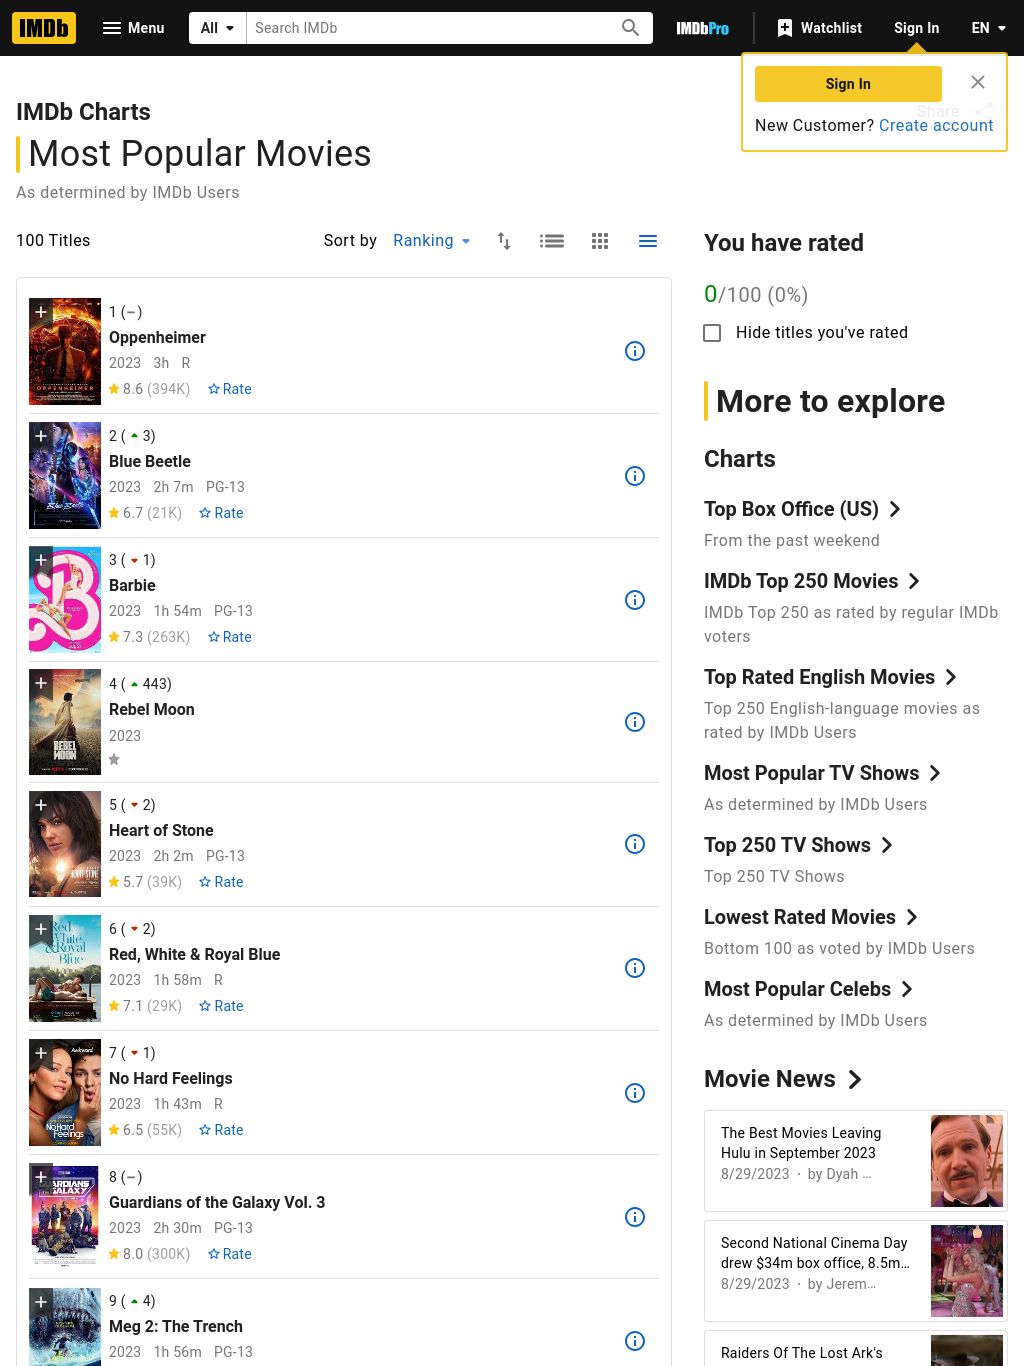 IMDb
Menu
All
Search IMDb
IMDbPro
Watchlist
Sign In
EN
Sign In
Share
New Customer? Create account
IMDb Charts
Most Popular Movies
As determined by IMDb Users
100 Titles
Sort by Ranking
1 (–)
Oppenheimer
2023 3h R
8.6 (394K) Rate
2 ( 3)
Blue Beetle
2023 2h 7m PG-13
6.7 (21K) Rate
3 ( 1)
Barbie
2023 1h 54m PG-13
7.3 (263K) Rate
4 ( 443)
Rebel Moon
2023
5 ( 2)
Heart of Stone
2023 2h 2m PG-13
5.7 (39K) Rate
6 ( 2)
Red, White & Royal Blue
2023 1h 58m R
7.1 (29K) Rate
7 ( 1)
No Hard Feelings
2023 1h 43m R
6.5 (55K) Rate
8 (–)
Guardians of the Galaxy Vol. 3
2023 2h 30m PG-13
8.0 (300K) Rate
9 ( 4)
Meg 2: The Trench
2023 1h 56m PG-13
You have rated
0/100 (0%)
Hide titles you've rated
More to explore
Charts
Top Box Office (US)
From the past weekend
IMDb Top 250 Movies
IMDb Top 250 as rated by regular IMDb
voters
Top Rated English Movies
Top 250 English-language movies as
rated by IMDb Users
Most Popular TV Shows
As determined by IMDb Users
Top 250 TV Shows
Top 250 TV Shows
Lowest Rated Movies
Bottom 100 as voted by IMDb Users
Most Popular Celebs
As determined by IMDb Users
Movie News
The Best Movies Leaving
Hulu in September 2023
8/29/2023 · by Dyah ...
Second National Cinema Day
drew $34m box office, 8.5m...
8/29/2023 · by Jerem...
Raiders Of The Lost Ark's